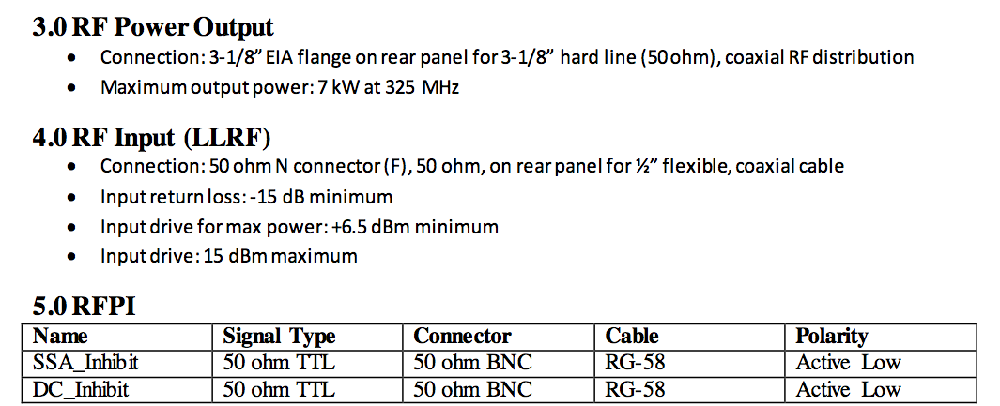 3.0 RF Power Output
• Connection: 3-1/8” EIA flange on rear panel for 3-1/8” hard line (50 ohm), coaxial RF distribution
• Maximum output power: 7 kW at 325 MHz
4.0 RF Input (LLRF)
• Connection: 50 ohm N connector (F), 50 ohm, on rear panel for ½” flexible, coaxial cable
• Input return loss: -15 dB minimum
• Input drive for max power: +6.5 dBm minimum
• Input drive: 15 dBm maximum
5.0 RFPI
Name Signal Type Connector Cable Polarity
SSA_Inhibit 50 ohm TTL 50 ohm BNC RG-58 Active Low
DC_Inhibit 50 ohm TTL 50 ohm BNC RG-58 Active Low